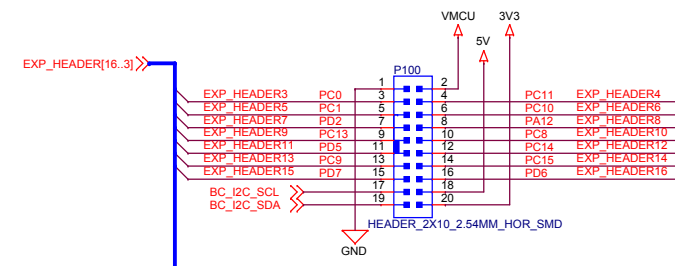 VMCU 3V3
5V
EXP_HEADER[16..3]
P100
1 2
EXP_HEADER3 PC0 3 4 PC11 EXP_HEADER4
EXP_HEADER5 PC1 5 6 PC10 EXP_HEADER6
EXP_HEADER7 PD2 7 8 PA12 EXP_HEADER8
EXP_HEADER9 PC13 9 10 PC8 EXP_HEADER10
EXP_HEADER11 PD5 11 12 PC14 EXP_HEADER12
EXP_HEADER13 PC9 13 14 PC15 EXP_HEADER14
EXP_HEADER15 PD7 15 16 PD6 EXP_HEADER16
BC_I2C_SCL 17 18
BC_I2C_SDA 19 20
HEADER_2X10_2.54MM_HOR_SMD
GND